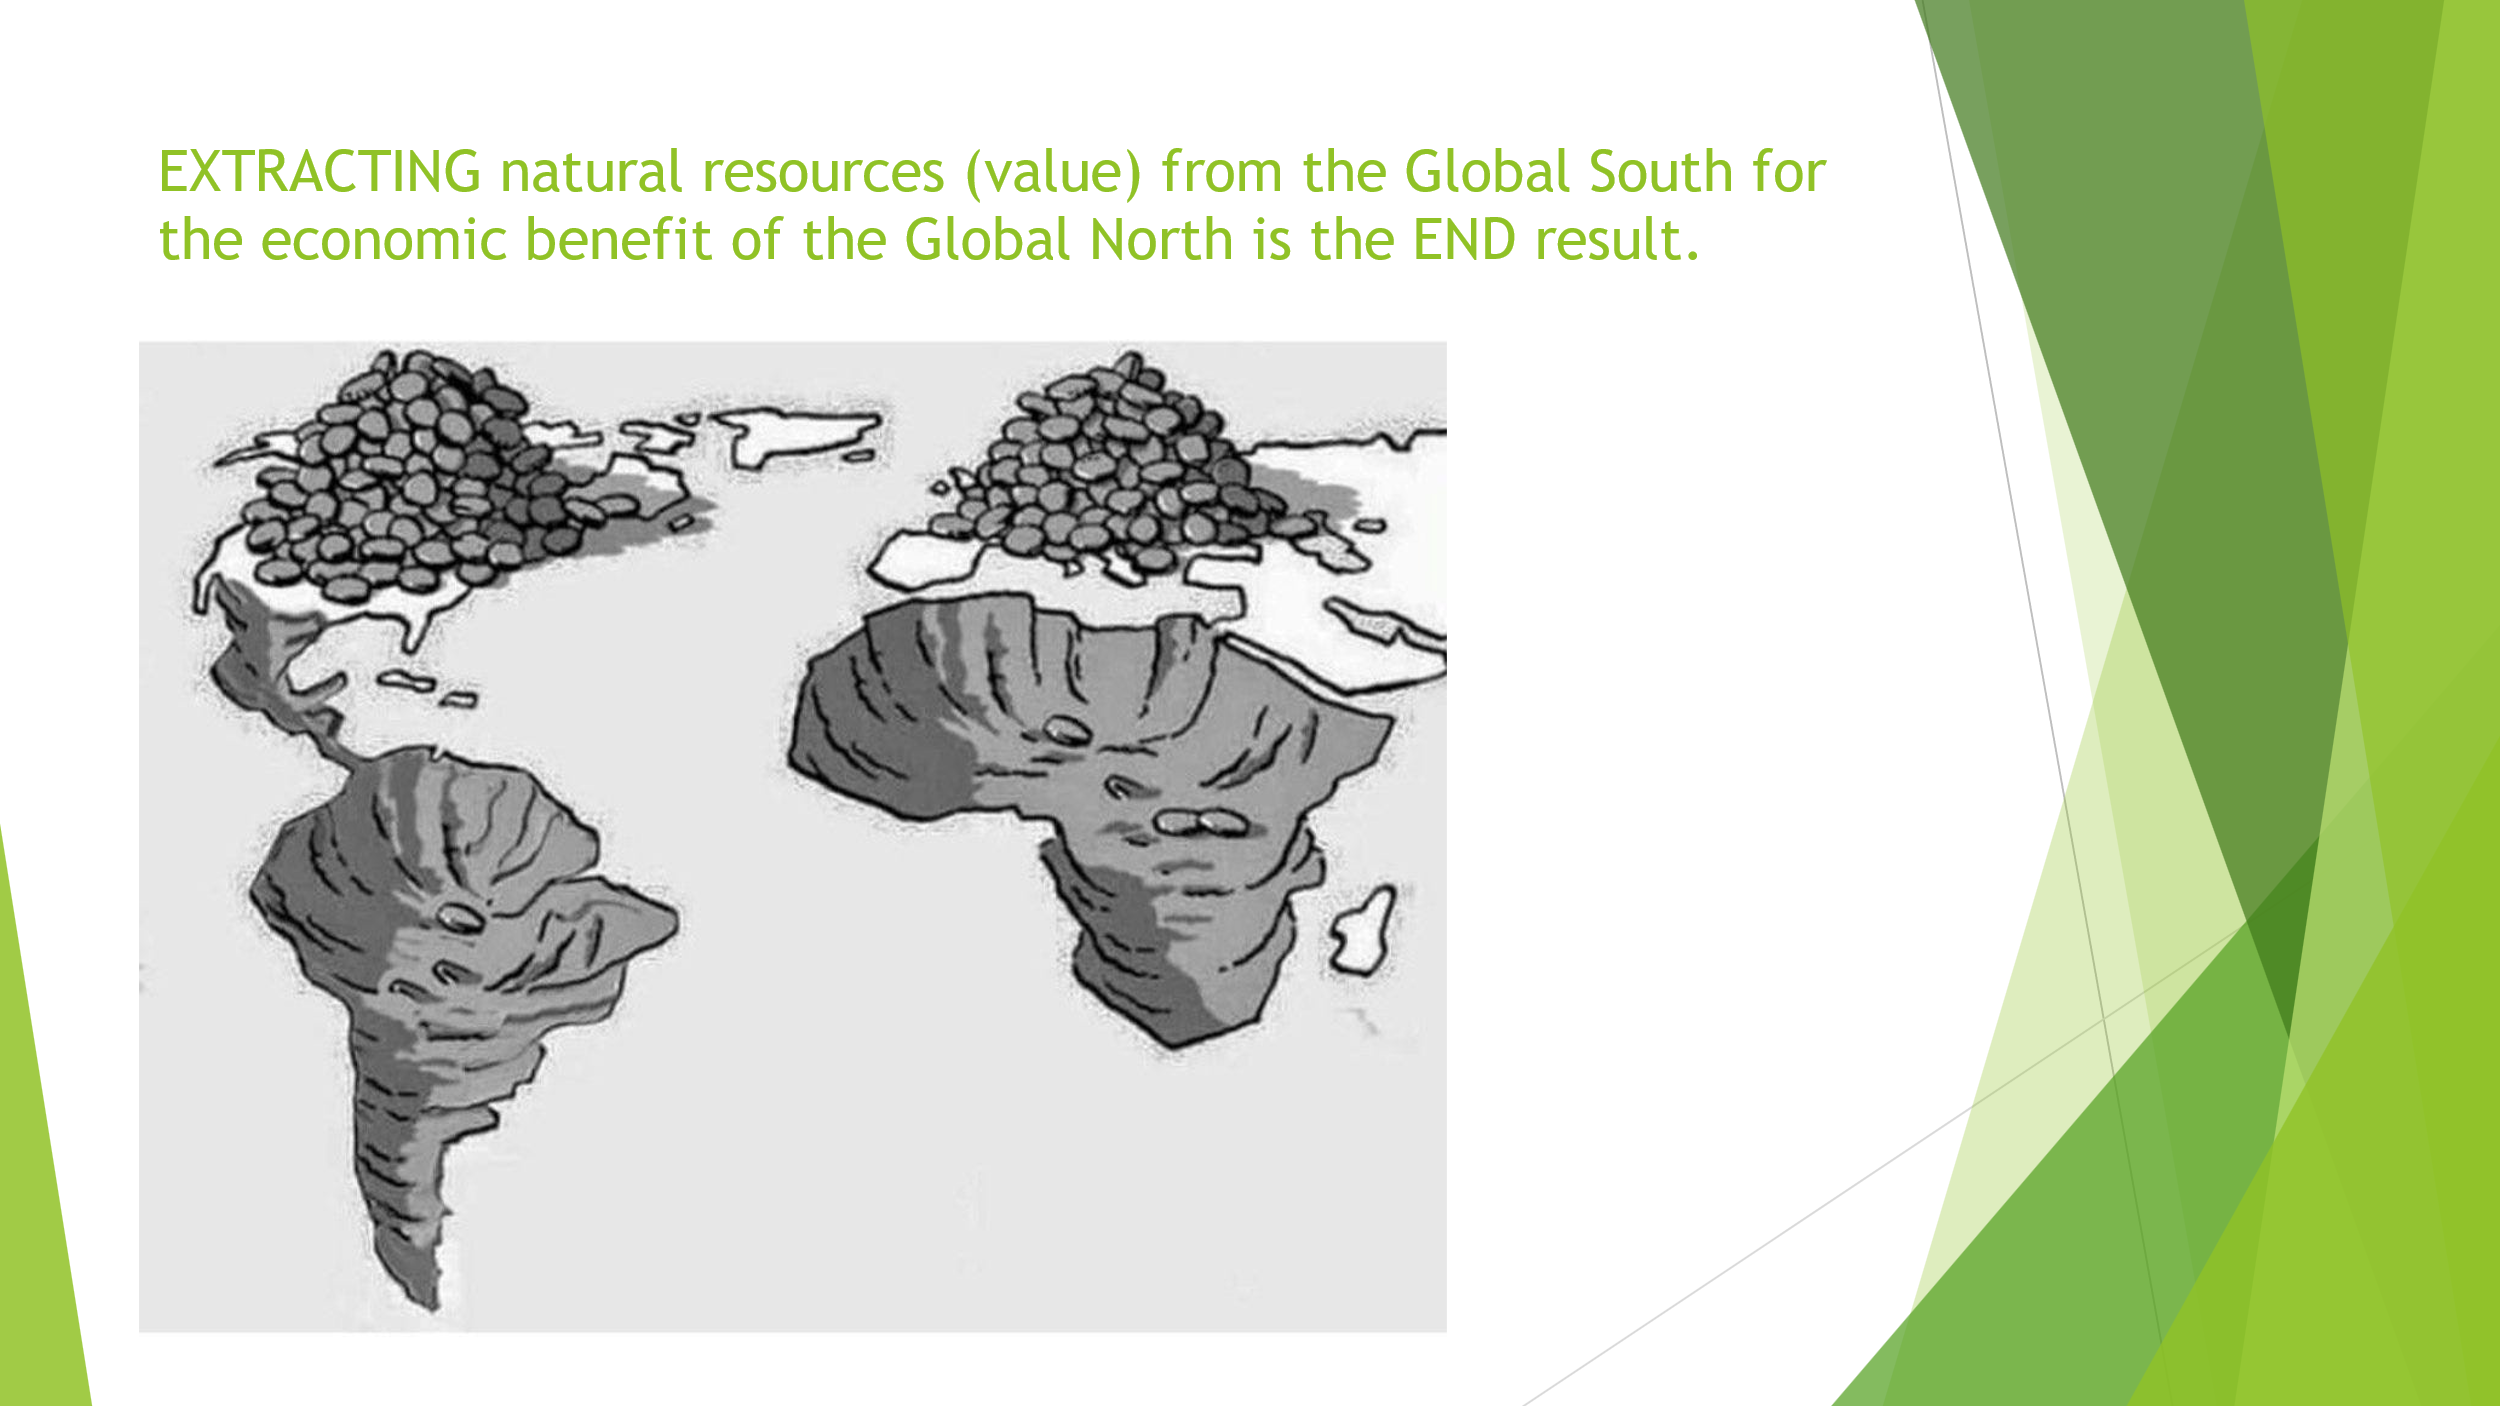 EXTRACTING natural resources (value) from the Global South for
the economic benefit of the Global North is the END result.